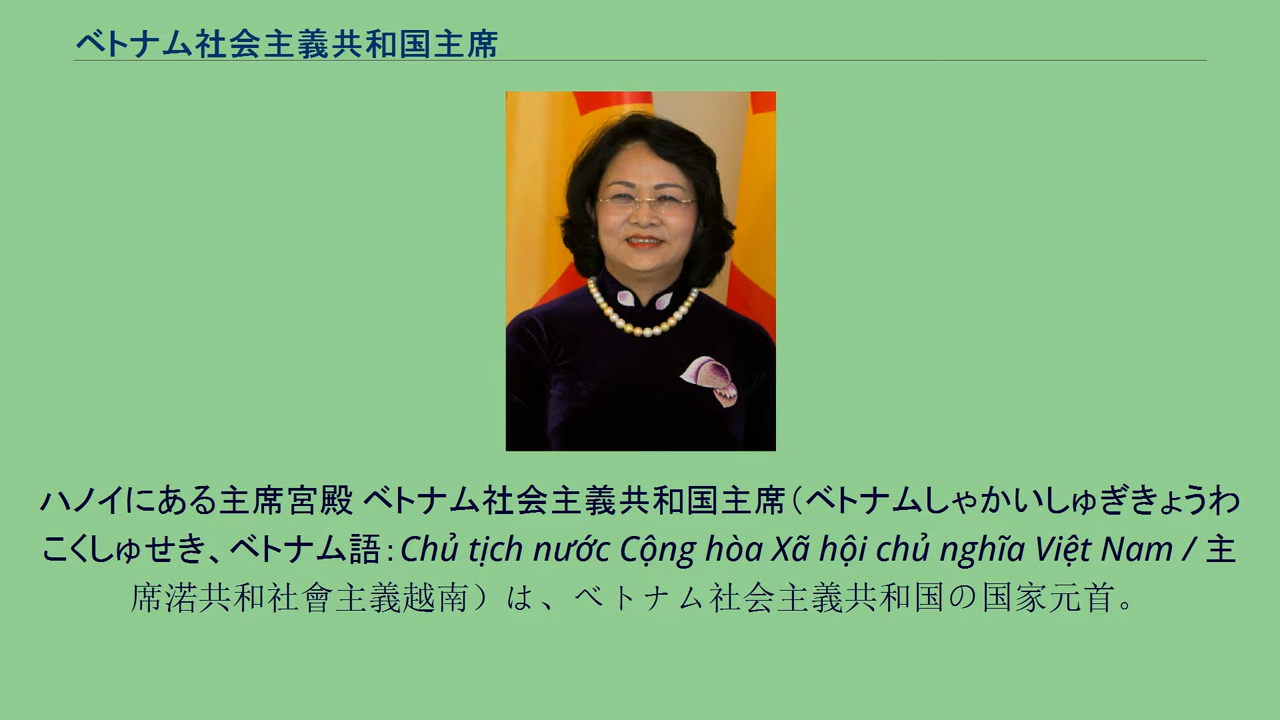 ベトナム社会主義共和国主席
ハノイにある主席宮殿 ベトナム社会主義共和国主席（ベトナムしゃかいしゅぎきょうわ
こくしゅせき、ベトナム語：Chủ tịch nước Cộng hòa Xã hội chủ nghĩa Việt Nam / 主
席渃共和社會主義越南）は、ベトナム社会主義共和国の国家元首。